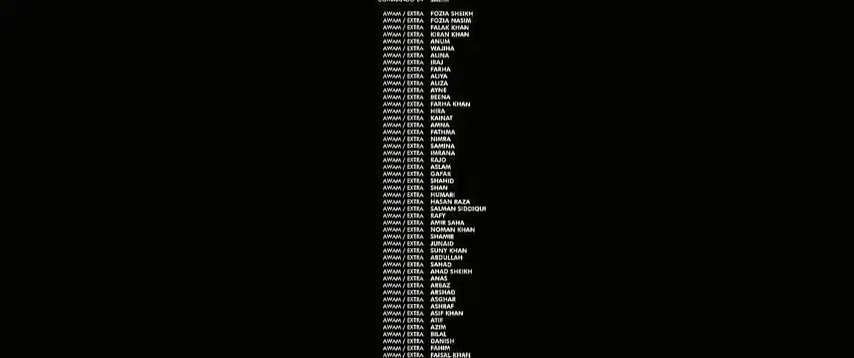 AWAM / EXTRA FOZIA SHEIKH
AWAM / EXTRA FOZIA NASIM
AWAM / EXTRA FALAK KHAN
AWAM / EXTRA KIRAN KHAN
AWAM / EXTRA ANUM
AWAM / EXTRA WAJIHA
AWAM / EXTRA ALINA
AWAM / EXTRA IRAJ
AWAM / EXTRA FARHA
AWAM / EXTRA ALIYA
AWAM / EXTRA ALIZA
AWAM / EXTRA AYNE
AWAM / EXTRA BEENA
AWAM / EXTRA FARHA KHAN
AWAM / EXTRA HIRA
AWAM / EXTRA KAINAT
AWAM / EXTRA AMNA
AWAM / EXTRA FATHMA
AWAM / EXTRA NIMRA
AWAM / EXTRA SAMINA
AWAM / EXTRA IMRANA
AWAM / EXTRA RAJO
AWAM / EXTRA ASLAM
AWAM / EXTRA GAFAR
AWAM / EXTRA SHAHID
AWAM / EXTRA SHAN
AWAM / EXTRA HUMARI
AWAM / EXTRA HASAN RAZA
AWAM / EXTRA SALMAN SIDDIQUI
AWAM / EXTRA RAFY
AWAM / EXTRA AMIR SAHA
AWAM / EXTRA NOMAN KHAN
AWAM / EXTRA SHAMIR
AWAM / EXTRA JUNAID
AWAM / EXTRA SUNY KHAN
AWAM / EXTRA ABDULLAH
AWAM / EXTRA SAHAD
AWAM / EXTRA AHAD SHEIKH
AWAM / EXTRA ANAS
AWAM / EXTRA ARBAZ
AWAM / EXTRA ARSHAD
AWAM / EXTRA ASGHAR
AWAM / EXTRA ASHRAF
AWAM / EXTRA ASIF KHAN
AWAM / EXTRA ATIF
AWAM / EXTRA AZIM
AWAM / EXTRA BILAL
AWAM / EXTRA DANISH
AWAM / EXTRA FAHIM
AWAM / EXTRA FAISAL KHAN